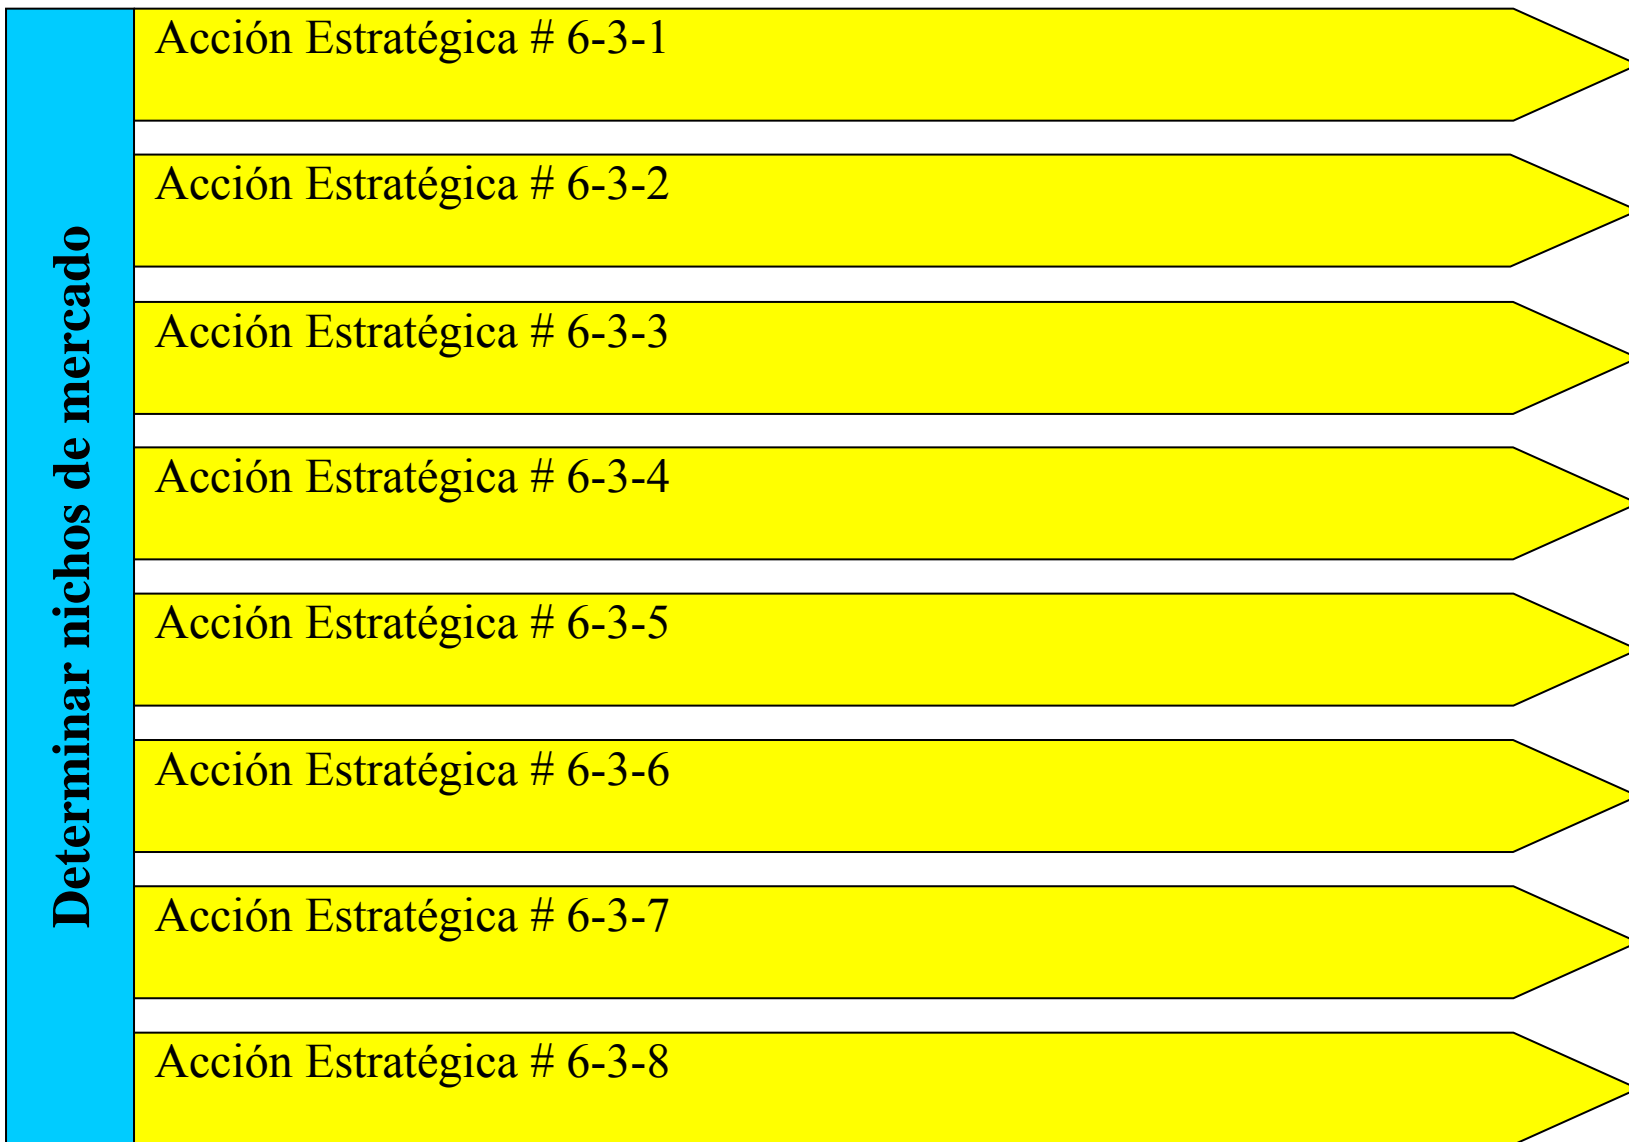 Determinar nichos de mercado
Acción Estratégica # 6-3-1
Acción Estratégica # 6-3-2
Acción Estratégica # 6-3-3
Acción Estratégica # 6-3-4
Acción Estratégica # 6-3-5
Acción Estratégica # 6-3-6
Acción Estratégica # 6-3-7
Acción Estratégica # 6-3-8